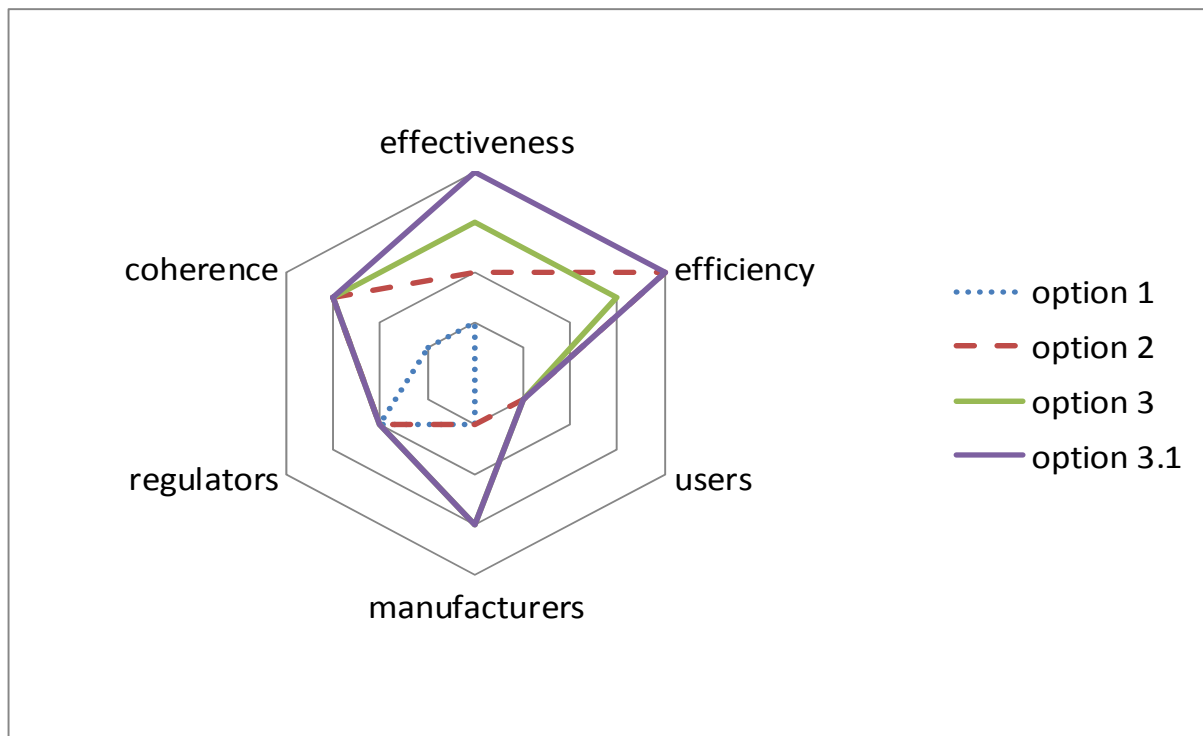 effectiveness
coherence
efficiency
regulators
users
manufacturers
option 1
option 2
option 3
option 3.1